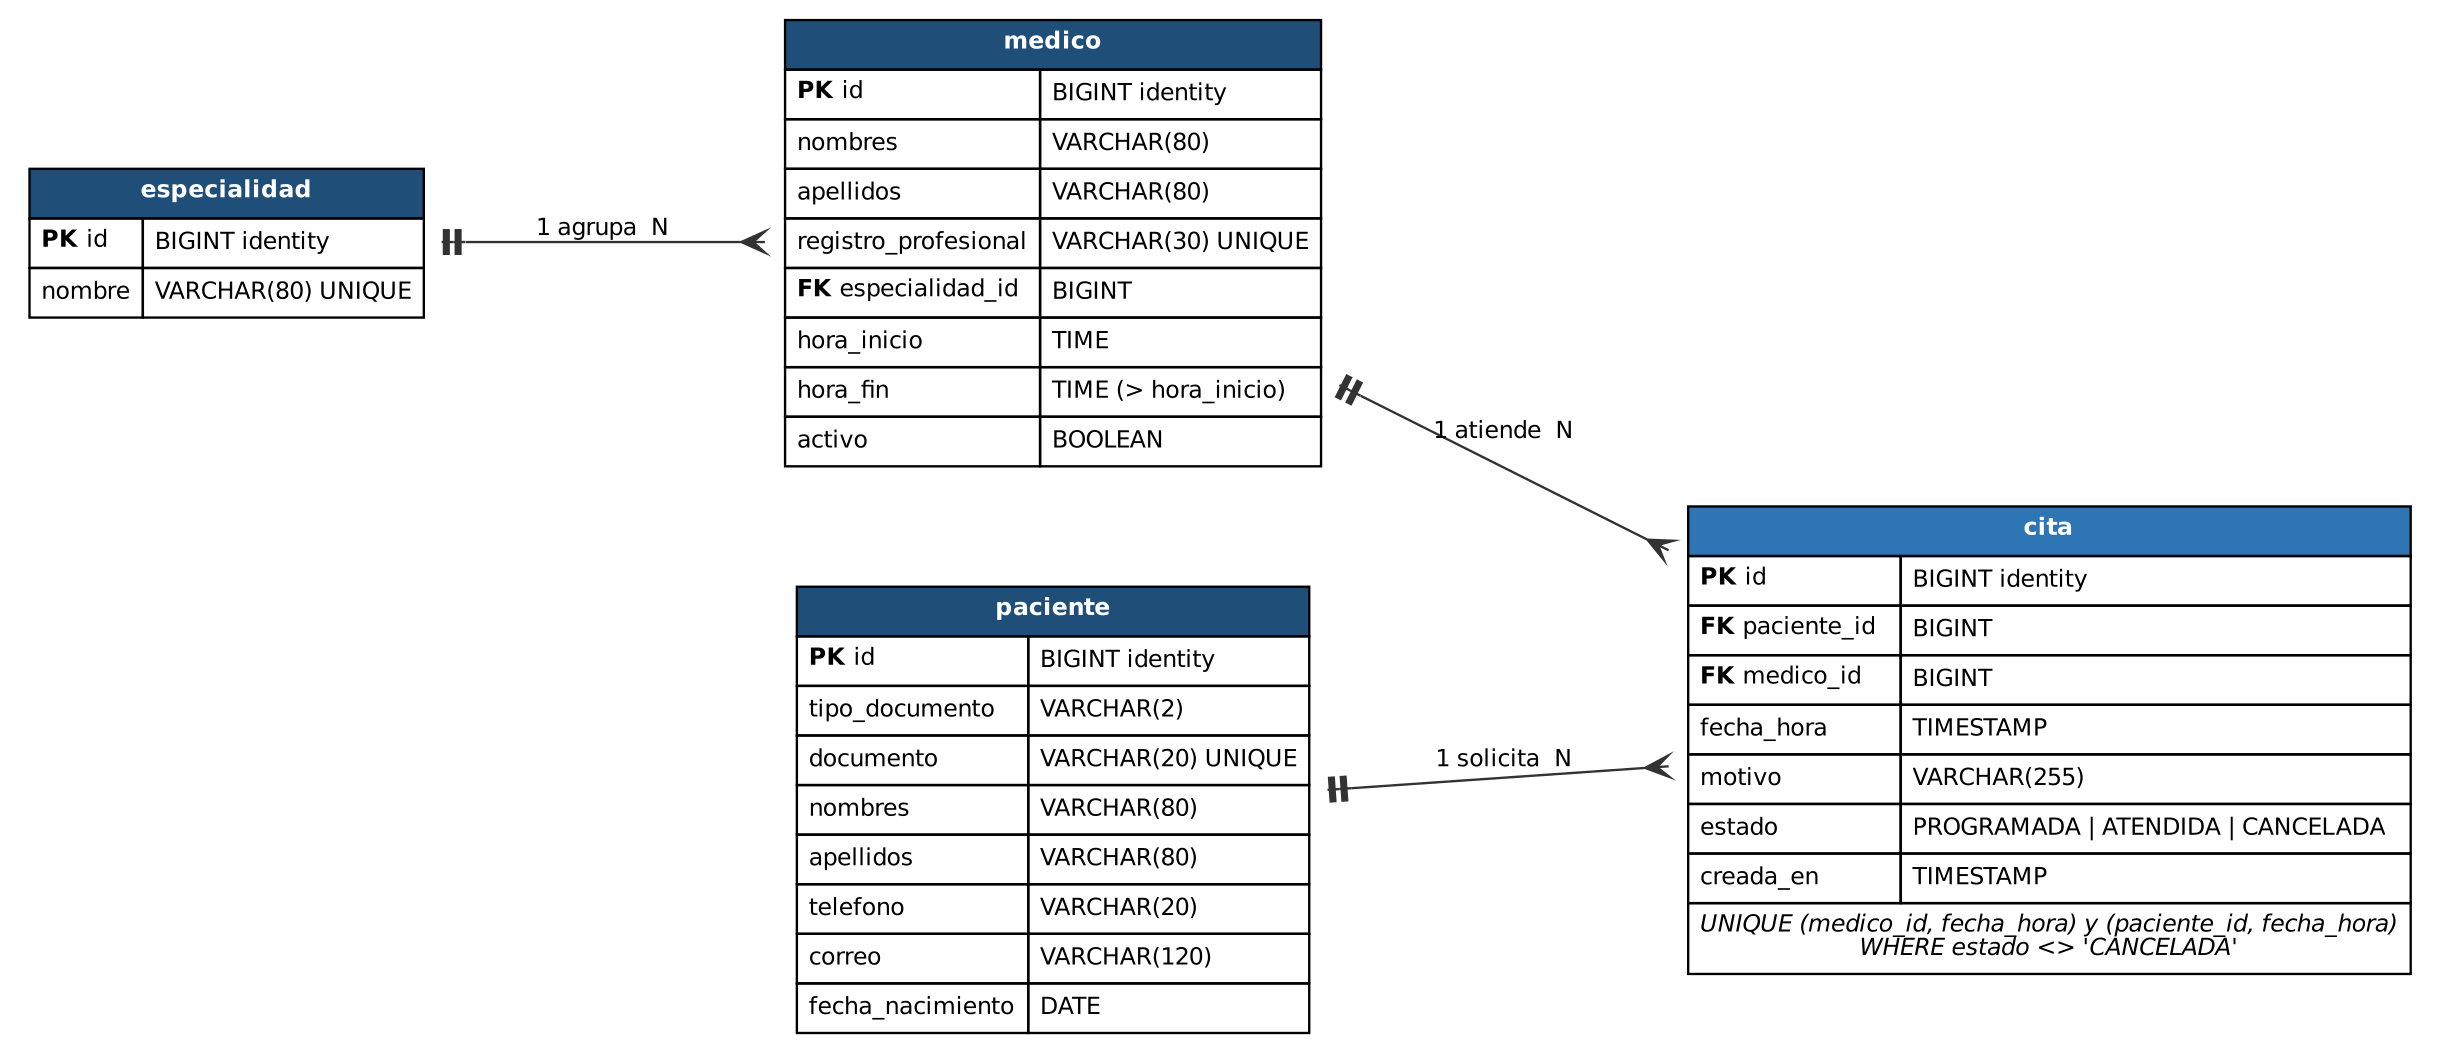 especialidad
PK id BIGINT identity
nombre VARCHAR(80) UNIQUE
1 agrupa N
medico
PK id BIGINT identity
nombres VARCHAR(80)
apellidos VARCHAR(80)
registro_profesional VARCHAR(30) UNIQUE
FK especialidad_id BIGINT
hora_inicio TIME
hora_fin TIME (> hora_inicio)
activo BOOLEAN
1 atiende N
paciente
PK id BIGINT identity
tipo_documento VARCHAR(2)
documento VARCHAR(20) UNIQUE
nombres VARCHAR(80)
apellidos VARCHAR(80)
telefono VARCHAR(20)
correo VARCHAR(120)
fecha_nacimiento DATE
1 solicita N
cita
PK id BIGINT identity
FK paciente_id BIGINT
FK medico_id BIGINT
fecha_hora TIMESTAMP
motivo VARCHAR(255)
estado PROGRAMADA | ATENDIDA | CANCELADA
creada_en TIMESTAMP
UNIQUE (medico_id, fecha_hora) y (paciente_id, fecha_hora)
WHERE estado <> 'CANCELADA'